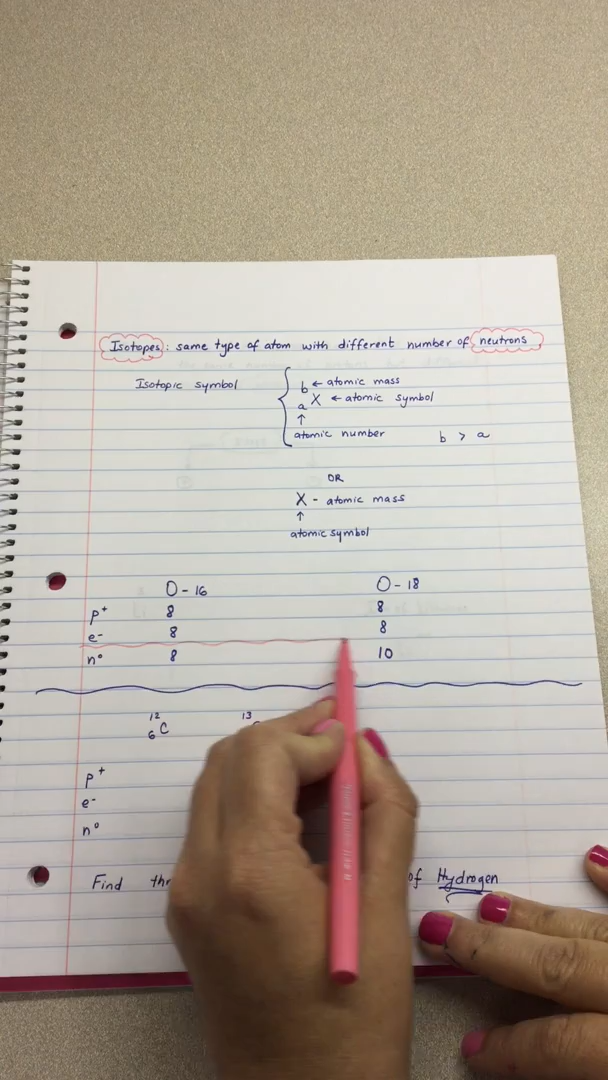 Isotopes: same type of atom with different number of neutrons
Isotopic symbol
b ← atomic mass
a X ← atomic symbol
↑
atomic number b > a
OR
X - atomic mass
↑
atomic symbol
O - 16 O - 18
p+ 8 8
e- 8 8
n° 8 10
12 13
6 C
p+
e-
n°
Find of Hydrogen